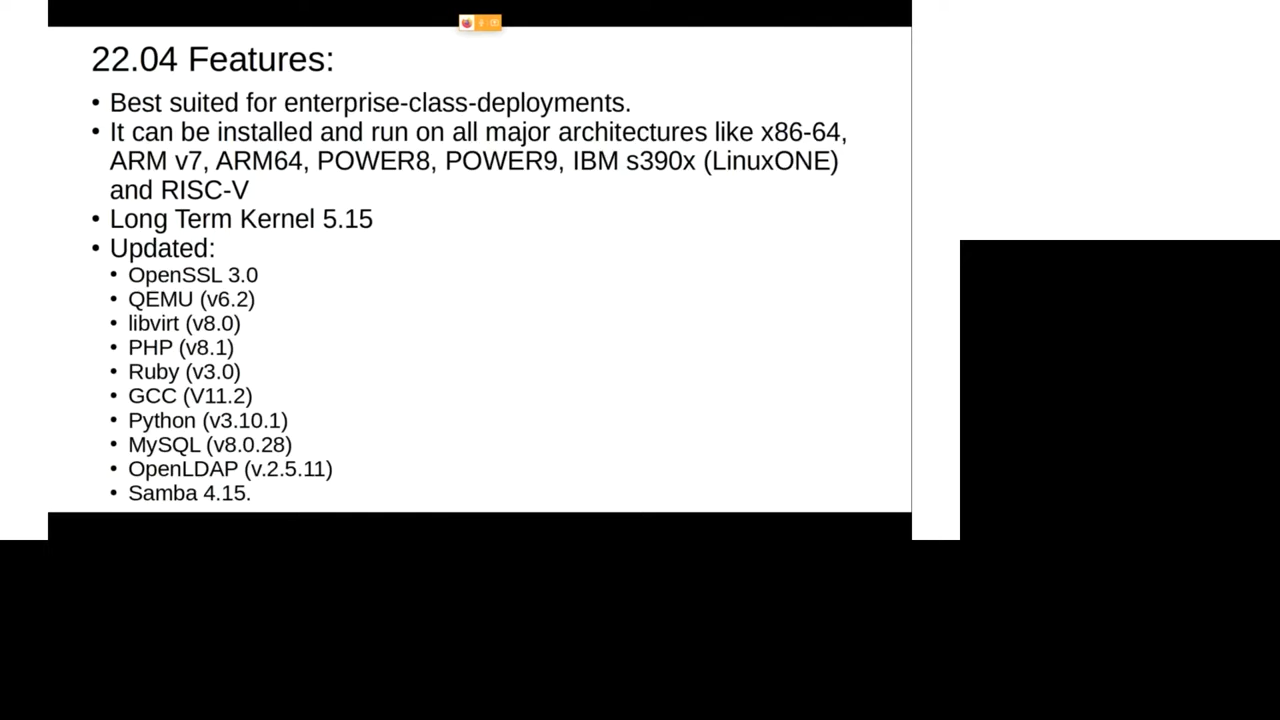 22.04 Features:
• Best suited for enterprise-class-deployments.
• It can be installed and run on all major architectures like x86-64,
ARM v7, ARM64, POWER8, POWER9, IBM s390x (LinuxONE)
and RISC-V
• Long Term Kernel 5.15
• Updated:
• OpenSSL 3.0
• QEMU (v6.2)
• libvirt (v8.0)
• PHP (v8.1)
• Ruby (v3.0)
• GCC (V11.2)
• Python (v3.10.1)
• MySQL (v8.0.28)
• OpenLDAP (v.2.5.11)
• Samba 4.15.